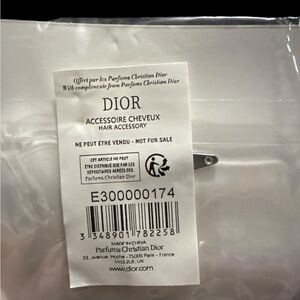 Offert par les Parfums Christian Dior
With compliments from Parfums Christian Dior
DIOR
ACCESSOIRE CHEVEUX
HAIR ACCESSORY
NE PEUT ÊTRE VENDU - NOT FOR SALE
CET ARTICLE NE PEUT
ÊTRE DISTRIBUÉ QUE PAR LES
DÉPOSITAIRES AGRÉÉS DES
Parfums Christian Dior
E300000174
3 348901 782258
MADE IN CHINA
Parfums Christian Dior
33, avenue Hoche - 75008 Paris - France
W1S 2LF, UK
www.dior.com